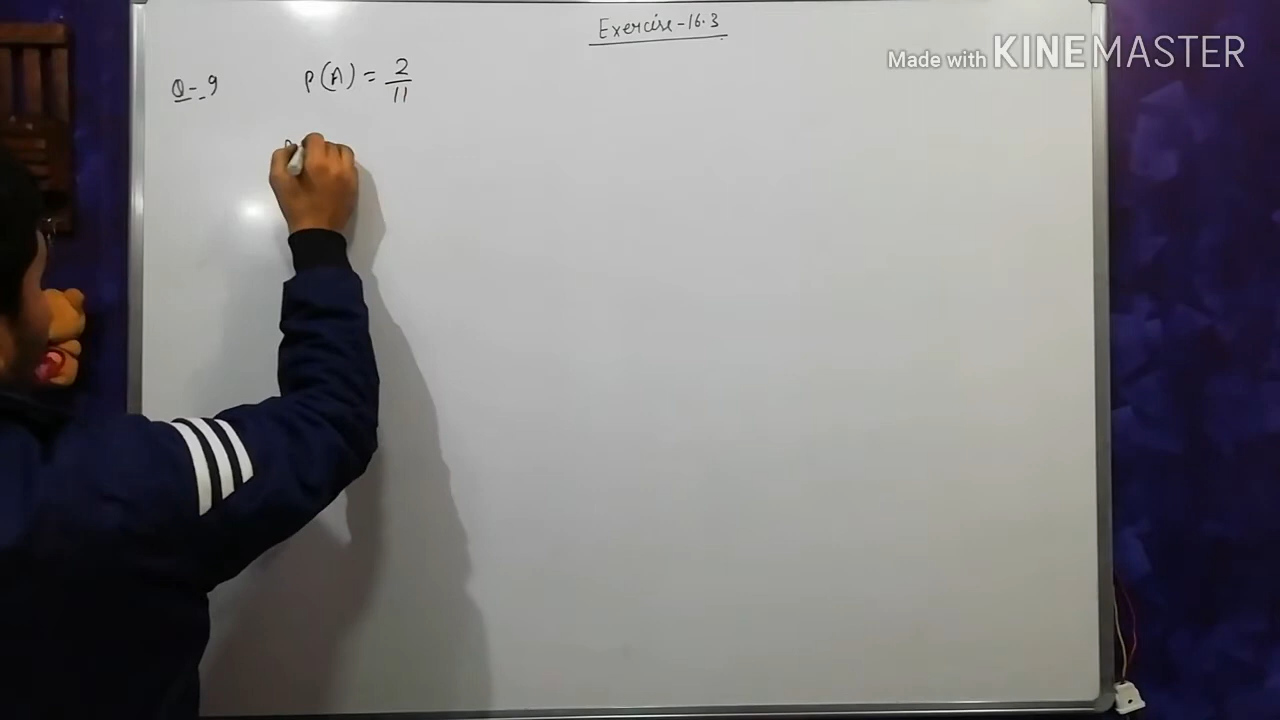 Exercise-16.3
Made with KINEMASTER
Q-9 P(A) = 2/11